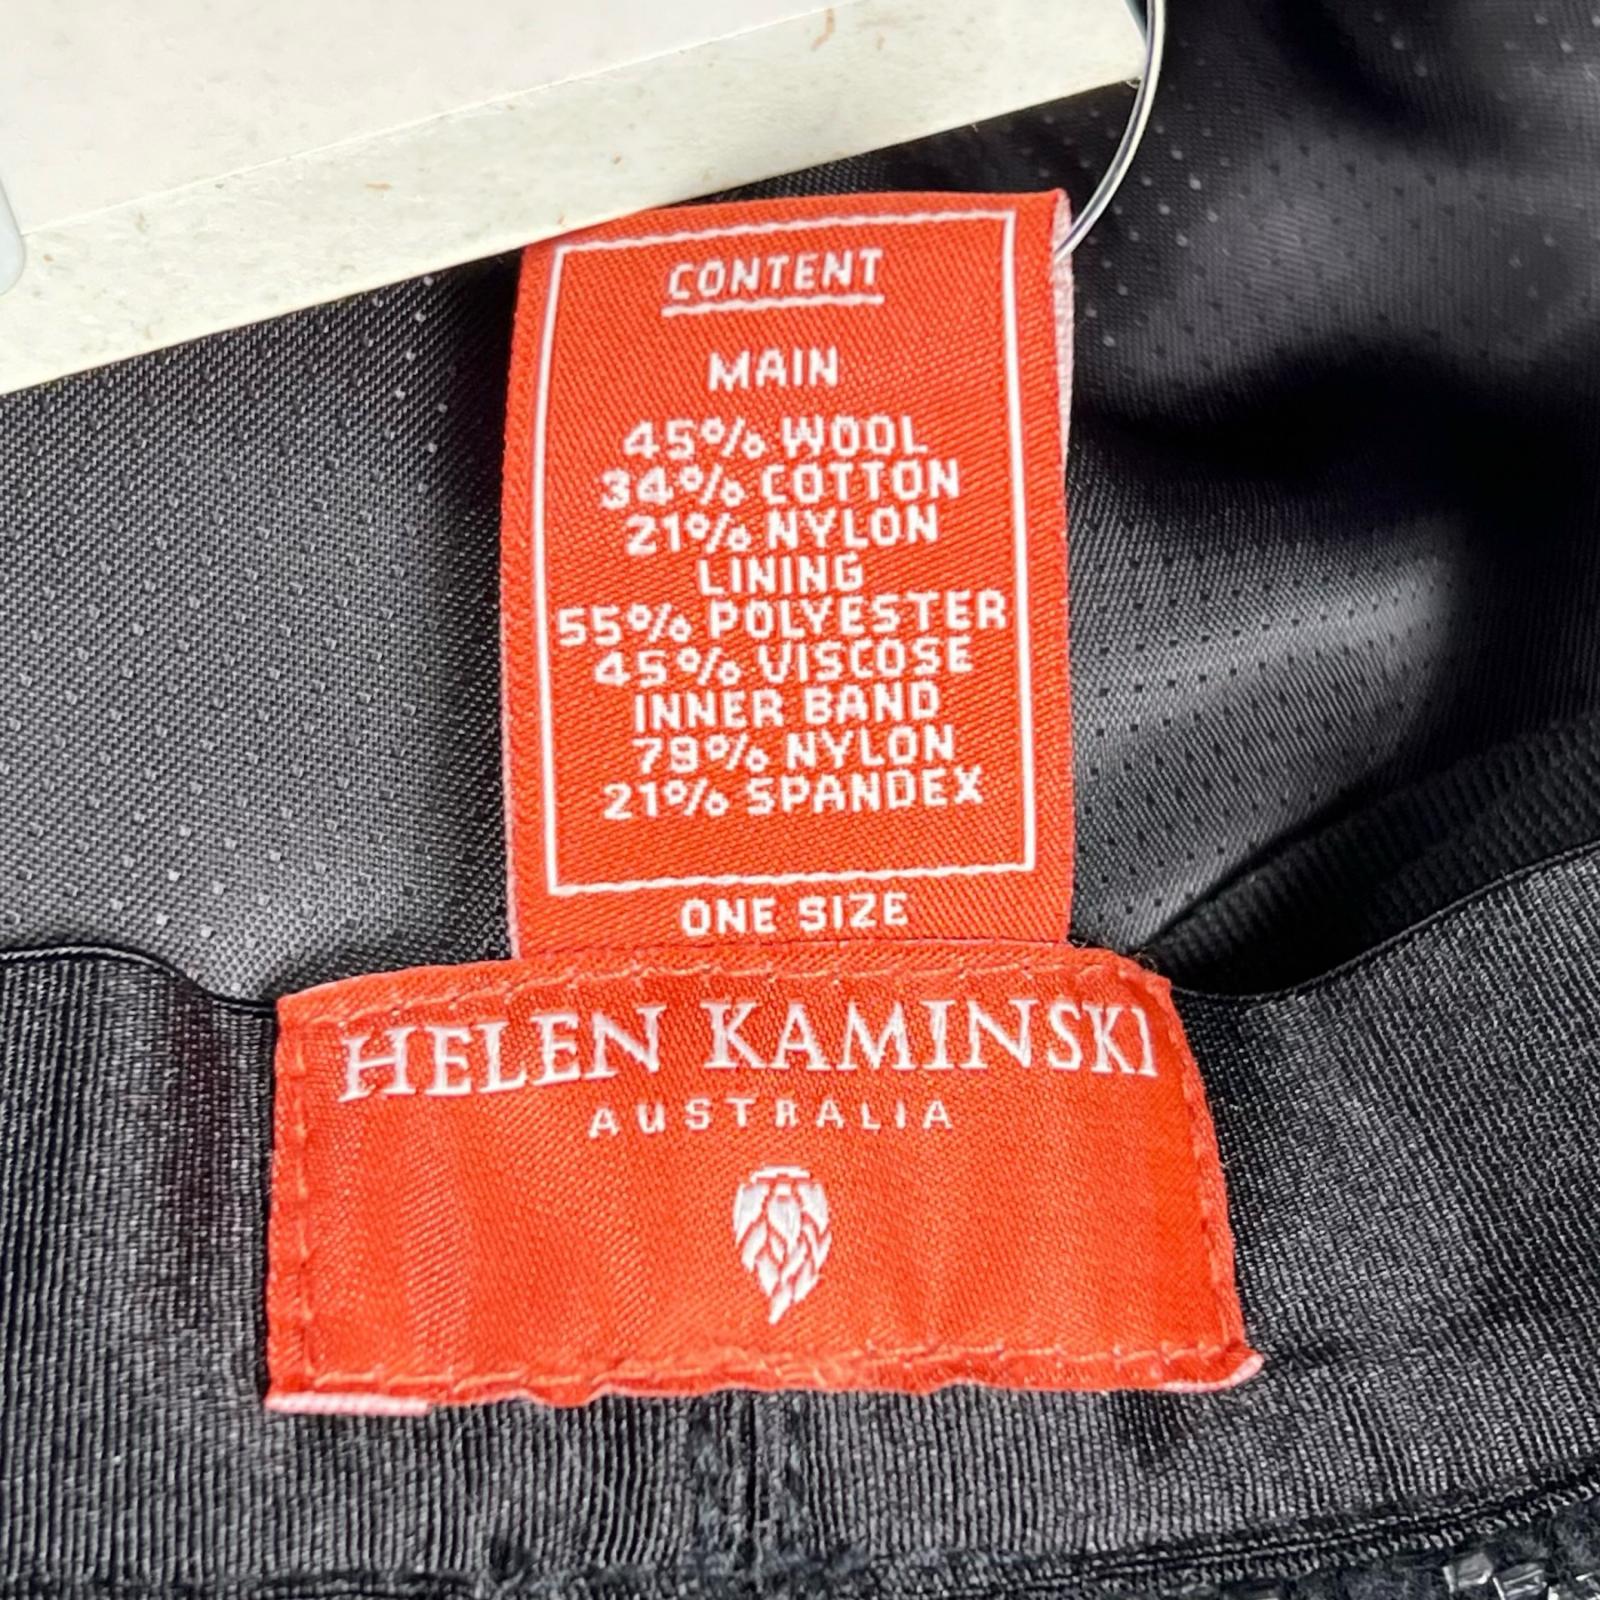 CONTENT
MAIN
45% WOOL
34% COTTON
21% NYLON
LINING
55% POLYESTER
45% VISCOSE
INNER BAND
79% NYLON
21% SPANDEX
ONE SIZE
HELEN KAMINSKI
AUSTRALIA